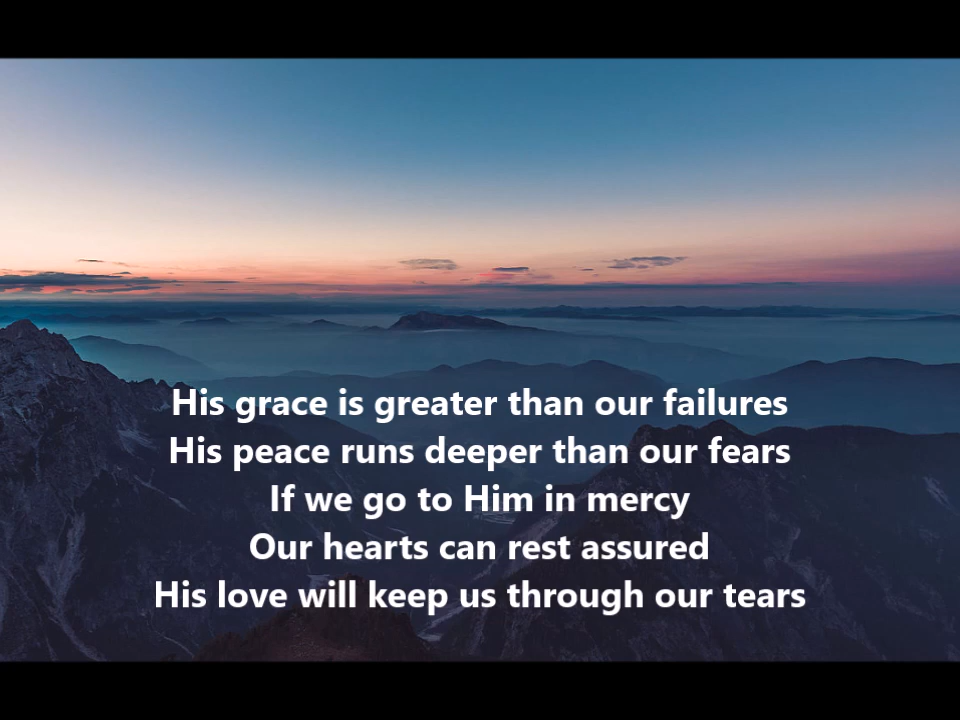 His grace is greater than our failures
His peace runs deeper than our fears
If we go to Him in mercy
Our hearts can rest assured
His love will keep us through our tears